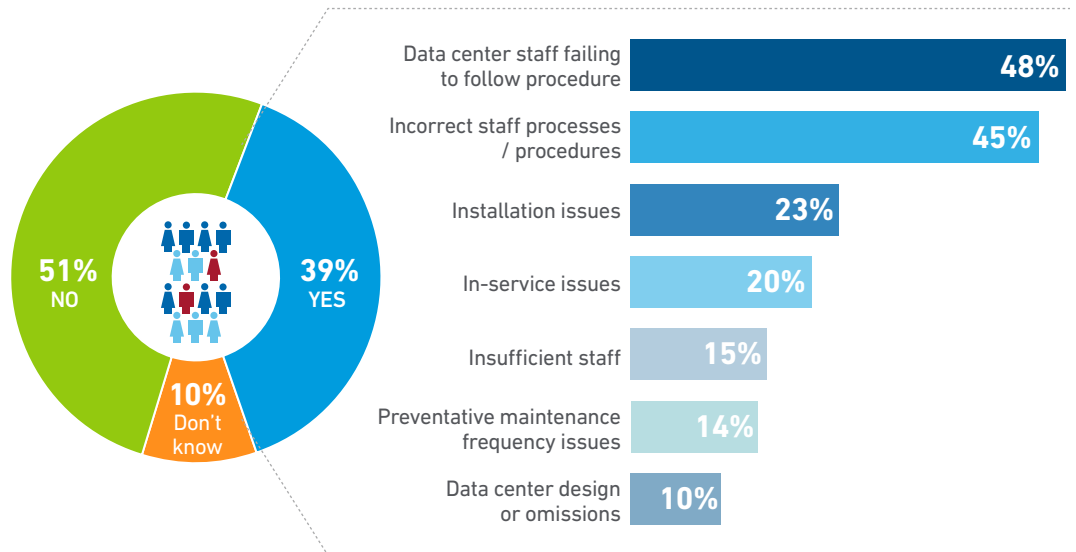 51%
NO
39%
YES
10%
Don't
know
Data center staff failing
to follow procedure
48%
Incorrect staff processes
/ procedures
45%
Installation issues
23%
In-service issues
20%
Insufficient staff
15%
Preventative maintenance
frequency issues
14%
Data center design
or omissions
10%